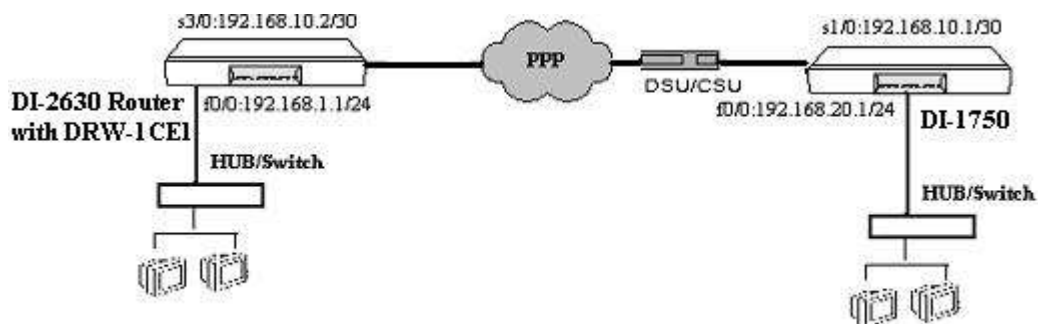 s3/0:192.168.10.2/30
s1/0:192.168.10.1/30
PPP
DSU/CSU
DI-2630 Router
with DRW-1CE1
f0/0:192.168.1.1/24
f0/0:192.168.20.1/24
DI-1750
HUB/Switch
HUB/Switch